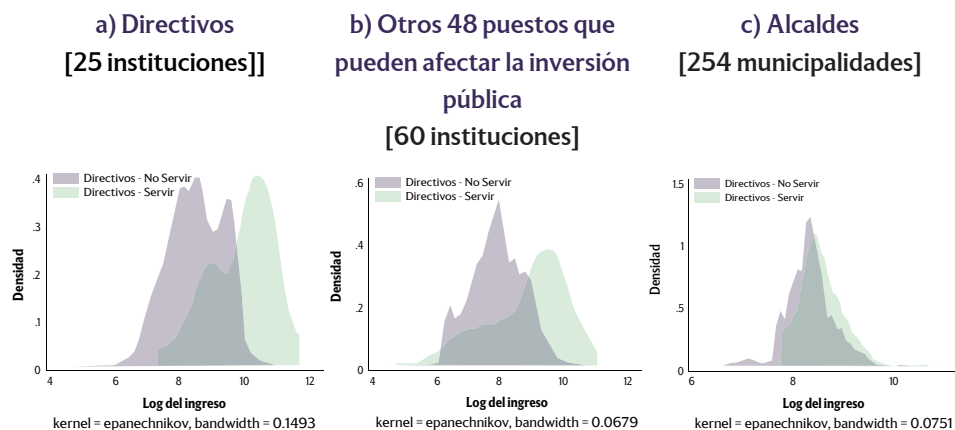 a) Directivos
[25 instituciones]]
.4
.3
.2
.1
0
Densidad
Directivos - No Servir
Directivos - Servir
4
6
8
10
12
Log del ingreso
kernel = epanechnikov, bandwidth = 0.1493
b) Otros 48 puestos que
pueden afectar la inversión
pública
[60 instituciones]
.6
.4
.2
0
Densidad
Directivos - No Servir
Directivos - Servir
4
6
8
10
12
Log del ingreso
kernel = epanechnikov, bandwidth = 0.0679
c) Alcaldes
[254 municipalidades]
1.5
1
.5
0
Densidad
Directivos - No Servir
Directivos - Servir
6
8
10
Log del ingreso
kernel = epanechnikov, bandwidth = 0.0751